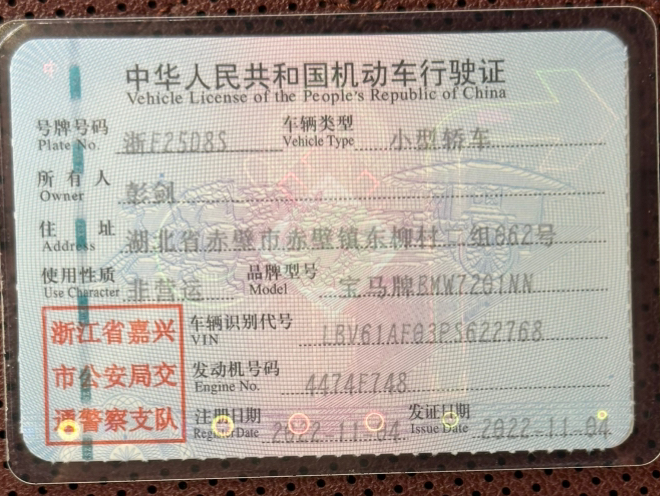 中华人民共和国机动车行驶证
Vehicle License of the People's Republic of China
号牌号码 浙F25D8S 车辆类型 小型轿车
Plate No. Vehicle Type
所有人 彭剑
Owner
住址 湖北省赤壁市赤壁镇东柳村二组062号
Address
使用性质 非营运 品牌型号 宝马牌BMW7201NN
Use Character Model
浙江省嘉兴
市公安局交
通警察支队
车辆识别代号 LBV61AF03PS622768
VIN
发动机号码 4474F748
Engine No.
注册日期 2022-11-04 发证日期 2022-11-04
Register Date Issue Date